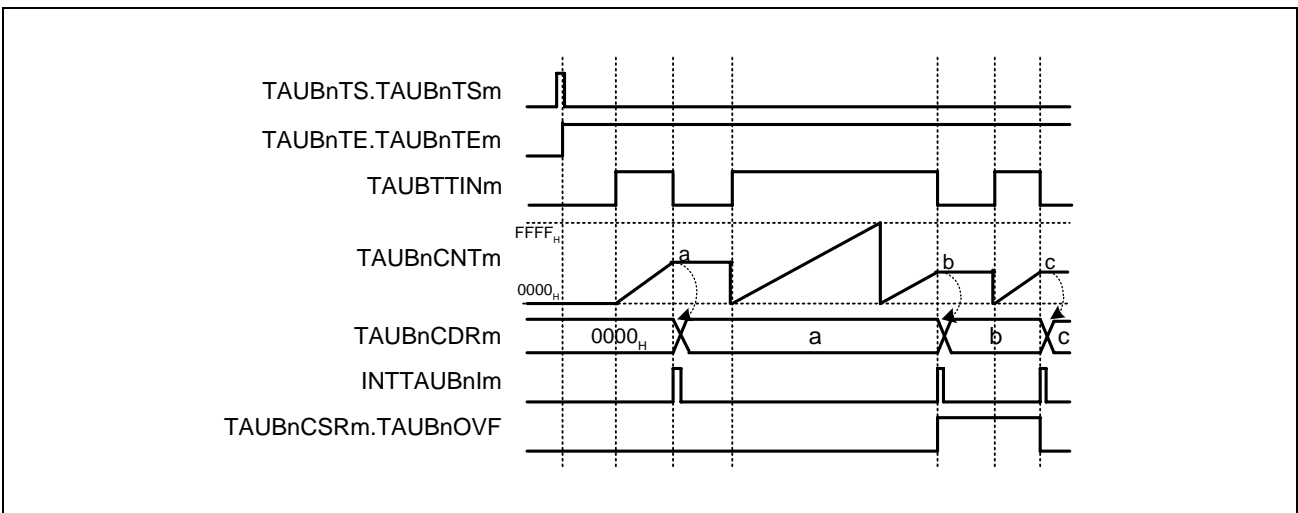 TAUBnTS.TAUBnTSm
TAUBnTE.TAUBnTEm
TAUBTTINm
FFFFH
TAUBnCNTm
a
b
c
0000H
TAUBnCDRm
0000H
a
b
c
INTTAUBnIm
TAUBnCSRm.TAUBnOVF